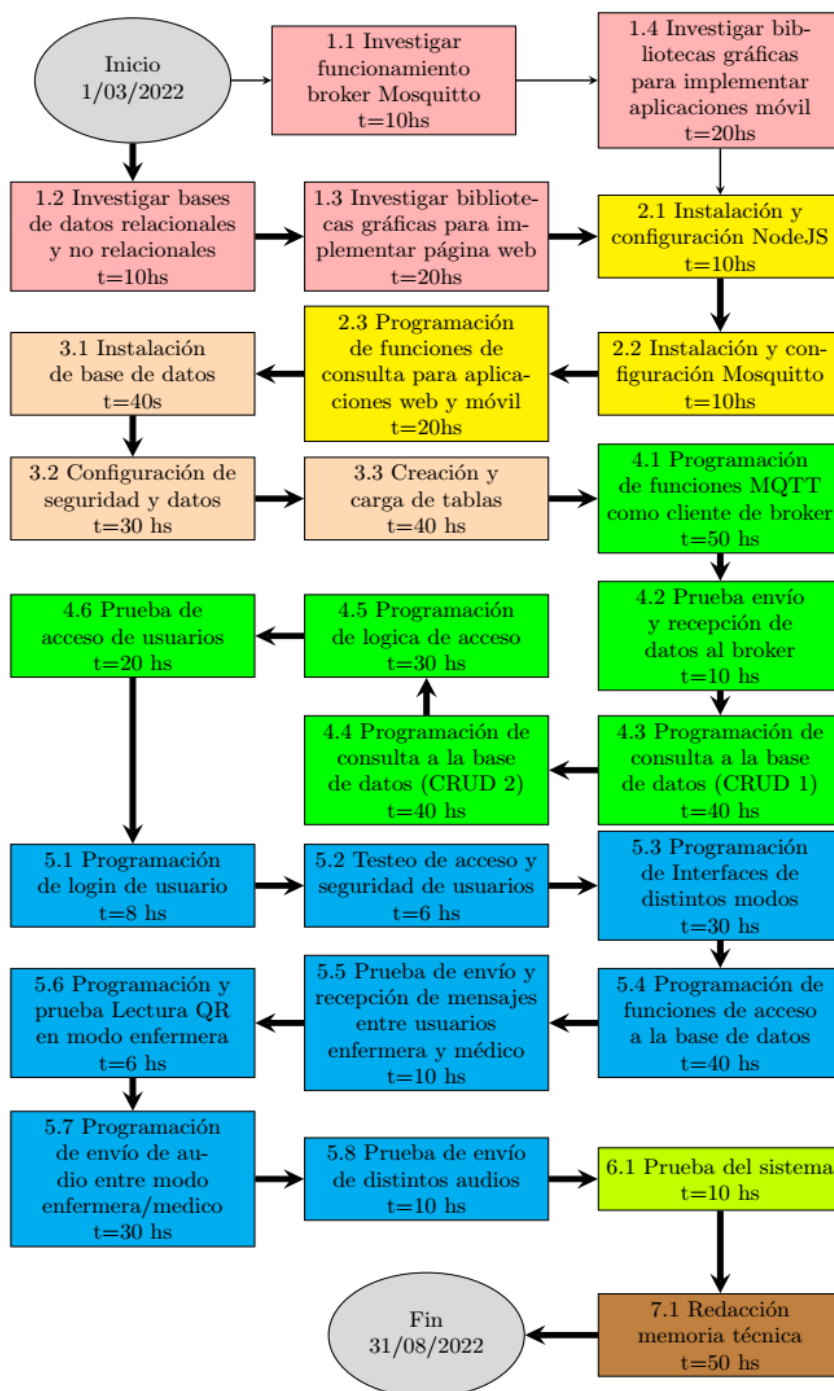 Inicio
1/03/2022
1.1 Investigar
funcionamiento
broker Mosquitto
t=10hs
1.4 Investigar bib-
liotecas gráficas
para implementar
aplicaciones móvil
t=20hs
1.2 Investigar bases
de datos relacionales
y no relacionales
t=10hs
1.3 Investigar bibliote-
cas gráficas para im-
plementar página web
t=20hs
2.1 Instalación y
configuración NodeJS
t=10hs
3.1 Instalación
de base de datos
t=40s
2.3 Programación
de funciones de
consulta para aplica-
ciones web y móvil
t=20hs
2.2 Instalación y con-
figuración Mosquitto
t=10hs
3.2 Configuración de
seguridad y datos
t=30 hs
3.3 Creación y
carga de tablas
t=40 hs
4.1 Programación
de funciones MQTT
como cliente de broker
t=50 hs
4.6 Prueba de
acceso de usuarios
t=20 hs
4.5 Programación
de logica de acceso
t=30 hs
4.2 Prueba envío
y recepción de
datos al broker
t=10 hs
4.4 Programación de
consulta a la base
de datos (CRUD 2)
t=40 hs
4.3 Programación de
consulta a la base
de datos (CRUD 1)
t=40 hs
5.1 Programación
de login de usuario
t=8 hs
5.2 Testeo de acceso y
seguridad de usuarios
t=6 hs
5.3 Programación
de Interfaces de
distintos modos
t=30 hs
5.6 Programación y
prueba Lectura QR
en modo enfermera
t=6 hs
5.5 Prueba de envío y
recepción de mensajes
entre usuarios
enfermera y médico
t=10 hs
5.4 Programación de
funciones de acceso
a la base de datos
t=40 hs
5.7 Programación
de envío de au-
dio entre modo
enfermera/medico
t=30 hs
5.8 Prueba de envío
de distintos audios
t=10 hs
6.1 Prueba del sistema
t=10 hs
Fin
31/08/2022
7.1 Redacción
memoria técnica
t=50 hs